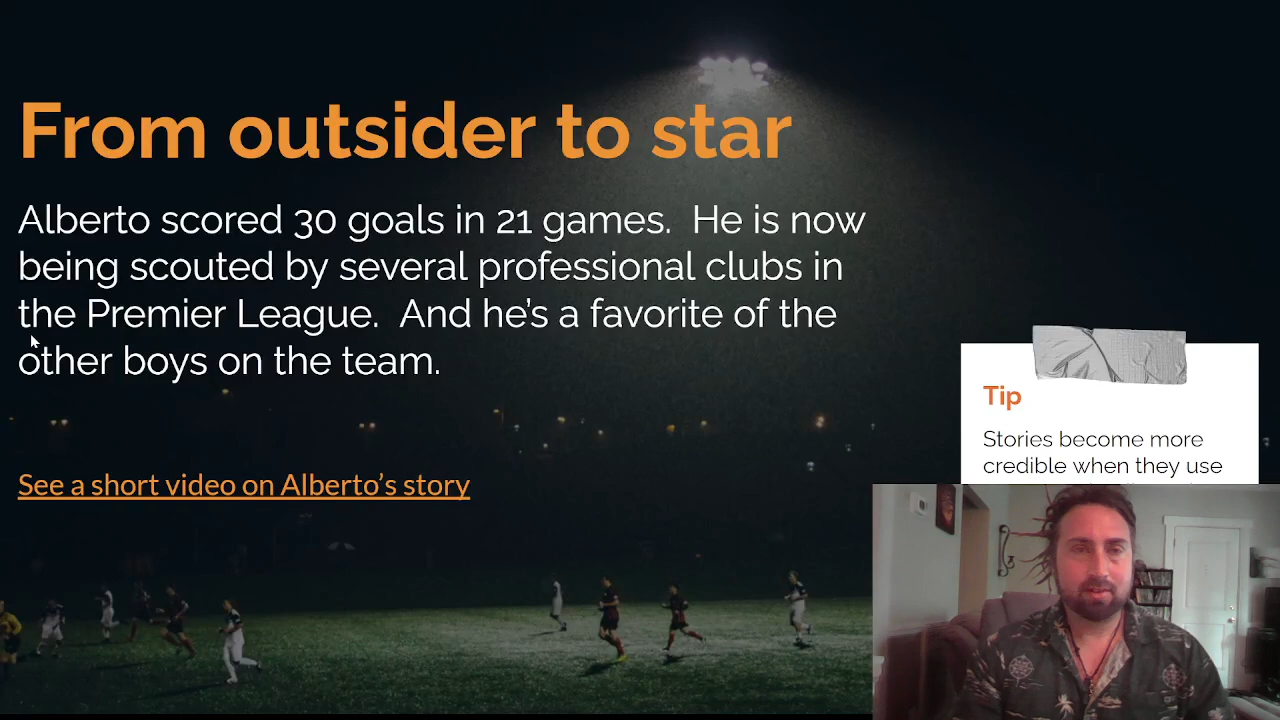 From outsider to star
Alberto scored 30 goals in 21 games.  He is now
being scouted by several professional clubs in
the Premier League.  And he's a favorite of the
other boys on the team.
See a short video on Alberto's story
Tip
Stories become more
credible when they use